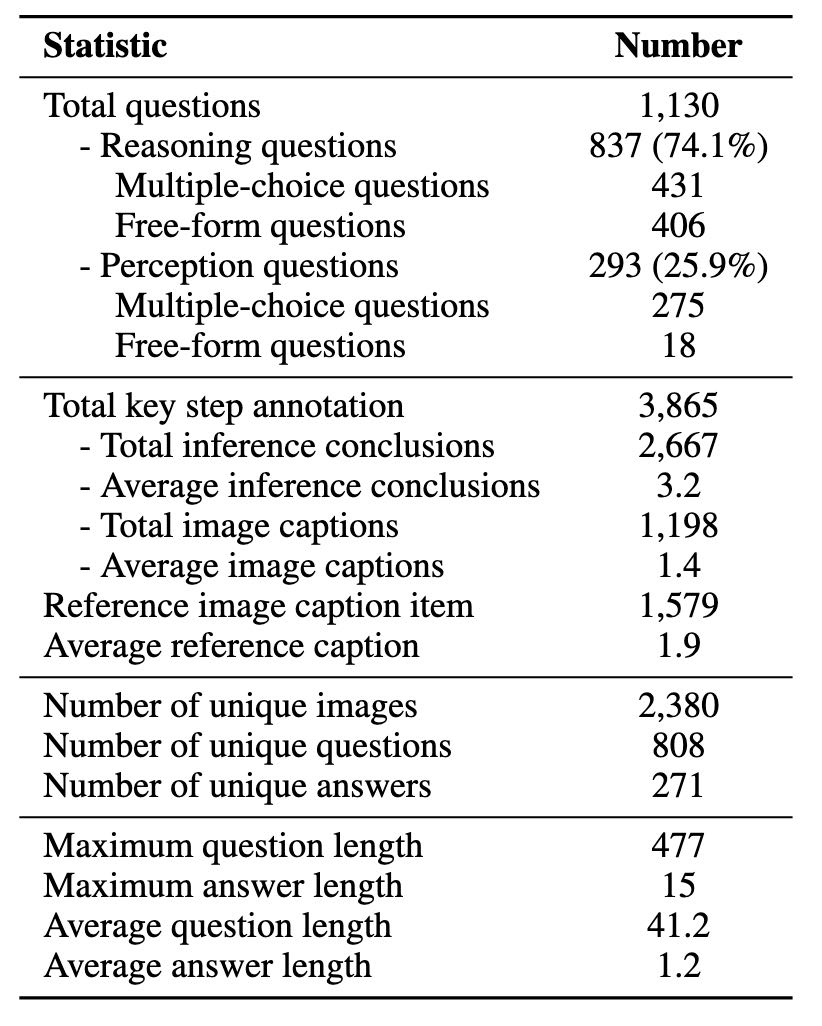 Statistic Number
Total questions 1,130
- Reasoning questions 837 (74.1%)
Multiple-choice questions 431
Free-form questions 406
- Perception questions 293 (25.9%)
Multiple-choice questions 275
Free-form questions 18
Total key step annotation 3,865
- Total inference conclusions 2,667
- Average inference conclusions 3.2
- Total image captions 1,198
- Average image captions 1.4
Reference image caption item 1,579
Average reference caption 1.9
Number of unique images 2,380
Number of unique questions 808
Number of unique answers 271
Maximum question length 477
Maximum answer length 15
Average question length 41.2
Average answer length 1.2